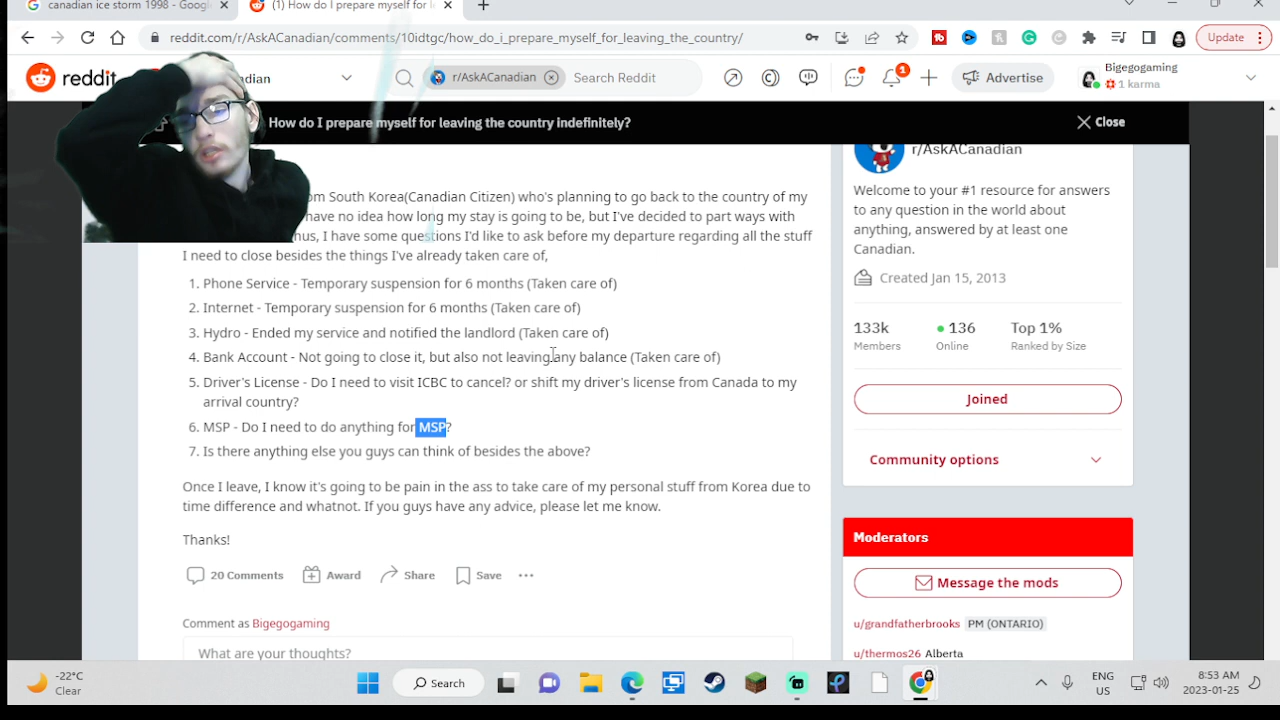 canadian ice storm 1998 - Googl
(1) How do I prepare myself for l
reddit.com/r/AskACanadian/comments/10idtgc/how_do_i_prepare_myself_for_leaving_the_country/
Update
reddit
adian
r/AskACanadian
Search Reddit
1
Advertise
Bigegogaming
1 karma
How do I prepare myself for leaving the country indefinitely?
Close
om South Korea(Canadian Citizen) who's planning to go back to the country of my
have no idea how long my stay is going to be, but I've decided to part ways with
nus, I have some questions I'd like to ask before my departure regarding all the stuff
I need to close besides the things I've already taken care of,
1. Phone Service - Temporary suspension for 6 months (Taken care of)
2. Internet - Temporary suspension for 6 months (Taken care of)
3. Hydro - Ended my service and notified the landlord (Taken care of)
4. Bank Account - Not going to close it, but also not leaving any balance (Taken care of)
5. Driver's License - Do I need to visit ICBC to cancel? or shift my driver's license from Canada to my
arrival country?
6. MSP - Do I need to do anything for MSP?
7. Is there anything else you guys can think of besides the above?
Once I leave, I know it's going to be pain in the ass to take care of my personal stuff from Korea due to
time difference and whatnot. If you guys have any advice, please let me know.
Thanks!
20 Comments
Award
Share
Save
Comment as Bigegogaming
What are your thoughts?
r/AskACanadian
Welcome to your #1 resource for answers
to any question in the world about
anything, answered by at least one
Canadian.
Created Jan 15, 2013
133k
136
Top 1%
Members
Online
Ranked by Size
Joined
Community options
Moderators
Message the mods
u/grandfatherbrooks PM (ONTARIO)
u/thermos26 Alberta
-22°C
Clear
Search
ENG
US
8:53 AM
2023-01-25